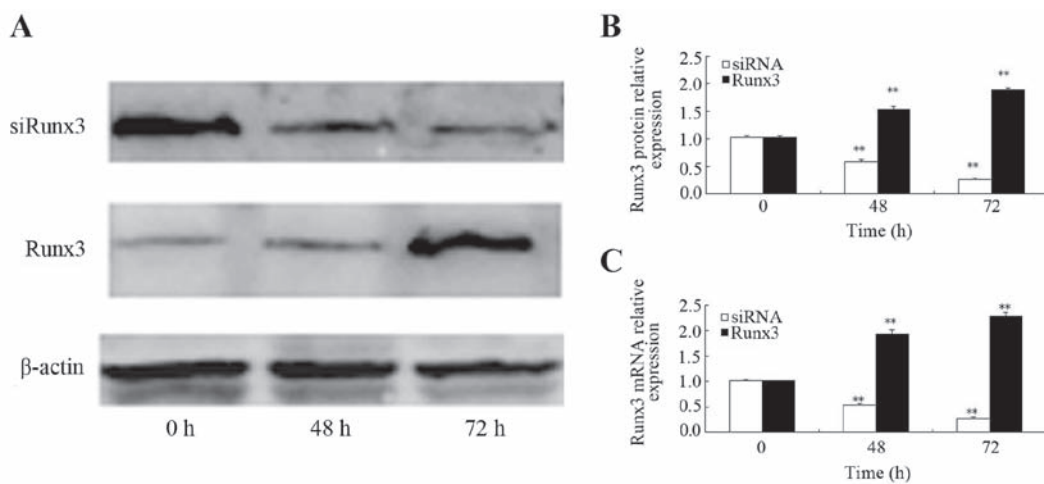 A
siRunx3
Runx3
β-actin
0 h
48 h
72 h
B
Runx3 protein relative
expression
2.5
2.0
1.5
1.0
0.5
0.0
siRNA
Runx3
**
**
**
**
0
48
72
Time (h)
C
Runx3 mRNA relative
expression
2.5
2.0
1.5
1.0
0.5
0.0
siRNA
Runx3
**
**
**
**
0
48
72
Time (h)